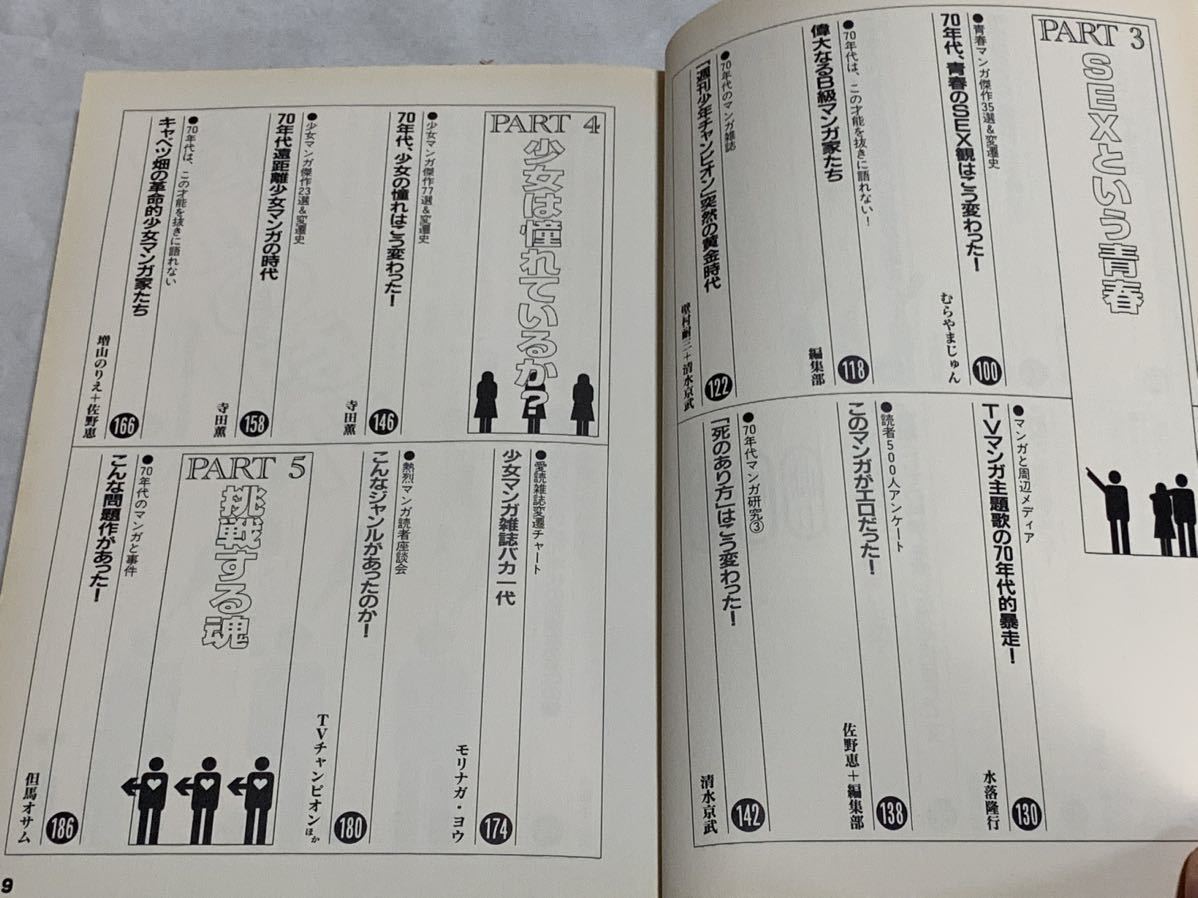 PART 3
SEXという青春
●青春マンガ傑作35選&変遷史
70年代、青春のSEX観はこう変わった!
むらやまじゅん
100
●70年代は、この才能を抜きに語れない!
偉大なるB級マンガ家たち
編集部
118
●70年代のマンガ雑誌
「週刊少年チャンピオン」突然の黄金時代
壁村耐三+清水京武
122
●マンガと周辺メディア
TVマンガ主題歌の70年代的暴走!
水落隆行
130
●読者500人アンケート
このマンガがエロだった!
佐野恵+編集部
138
●70年代マンガ研究③
「死のあり方」はこう変わった!
清水京武
142
PART 4
少女は憧れているか?
●少女マンガ傑作77選&変遷史
70年代、少女の憧れはこう変わった!
寺田薫
146
●少女マンガ傑作23選&変遷史
70年代遠距離少女マンガの時代
寺田薫
158
●70年代は、この才能を抜きに語れない
キャベツ畑の革命的少女マンガ家たち
増山のりえ+佐野恵
166
●愛読雑誌変遷チャート
少女マンガ雑誌バカ一代
モリナガ・ヨウ
174
●熱烈マンガ読者座談会
こんなジャンルがあったのか!
TVチャンピオンほか
180
PART 5
挑戦する魂
●70年代のマンガと事件
こんな問題作があった!
但馬オサム
186
9